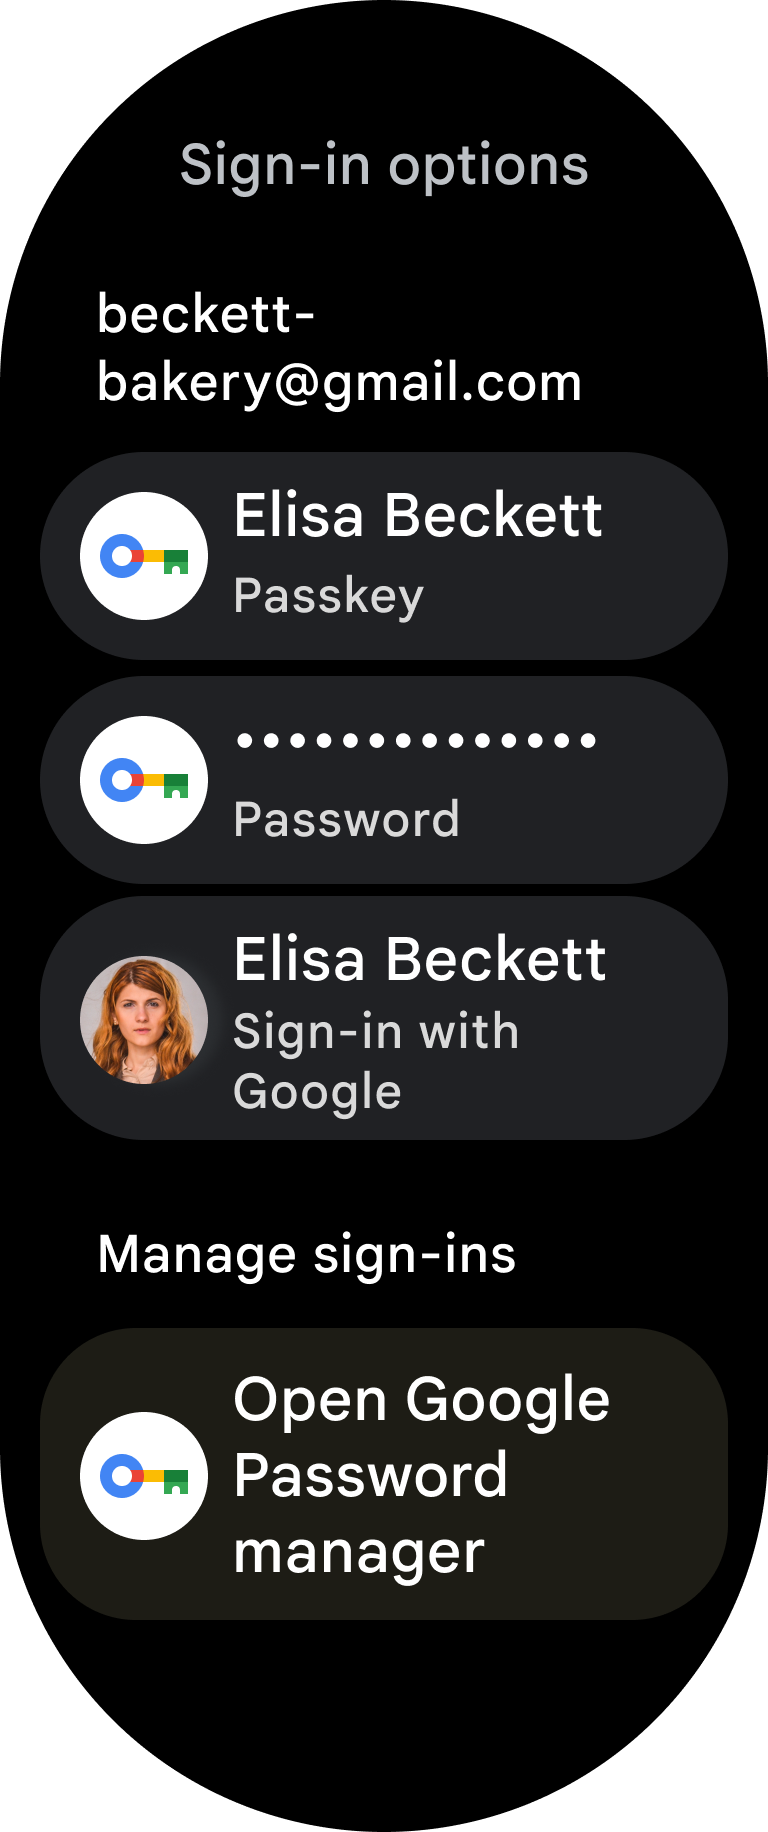 Sign-in options
beckett-
bakery@gmail.com
Elisa Beckett
Passkey
••••••••••••••
Password
Elisa Beckett
Sign-in with
Google
Manage sign-ins
Open Google
Password
manager